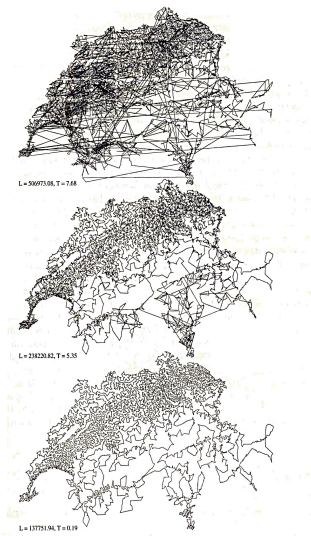 L = 506973.08, T = 7.68
L = 238220.82, T = 5.35
L = 137751.94, T = 0.19